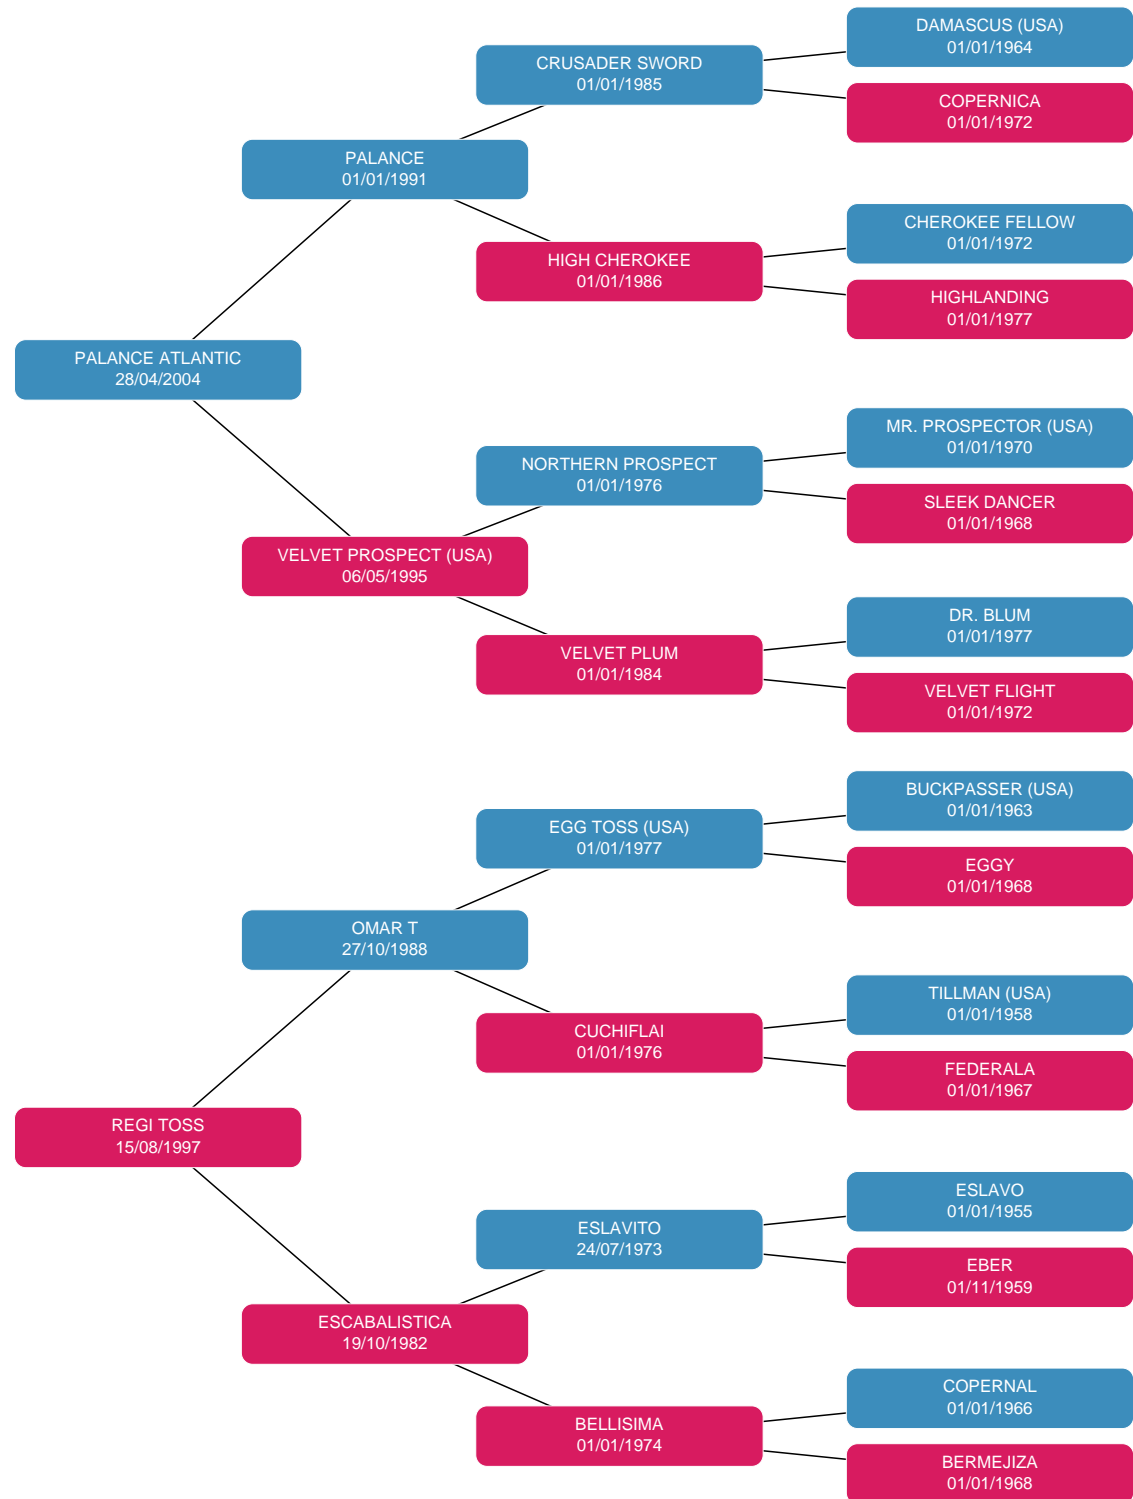 DAMASCUS (USA)
01/01/1964
CRUSADER SWORD
01/01/1985
COPERNICA
01/01/1972
PALANCE
01/01/1991
CHEROKEE FELLOW
01/01/1972
HIGH CHEROKEE
01/01/1986
HIGHLANDING
01/01/1977
PALANCE ATLANTIC
28/04/2004
MR. PROSPECTOR (USA)
01/01/1970
NORTHERN PROSPECT
01/01/1976
SLEEK DANCER
01/01/1968
VELVET PROSPECT (USA)
06/05/1995
DR. BLUM
01/01/1977
VELVET PLUM
01/01/1984
VELVET FLIGHT
01/01/1972
BUCKPASSER (USA)
01/01/1963
EGG TOSS (USA)
01/01/1977
EGGY
01/01/1968
OMAR T
27/10/1988
TILLMAN (USA)
01/01/1958
CUCHIFLAI
01/01/1976
FEDERALA
01/01/1967
REGI TOSS
15/08/1997
ESLAVO
01/01/1955
ESLAVITO
24/07/1973
EBER
01/11/1959
ESCABALISTICA
19/10/1982
COPERNAL
01/01/1966
BELLISIMA
01/01/1974
BERMEJIZA
01/01/1968